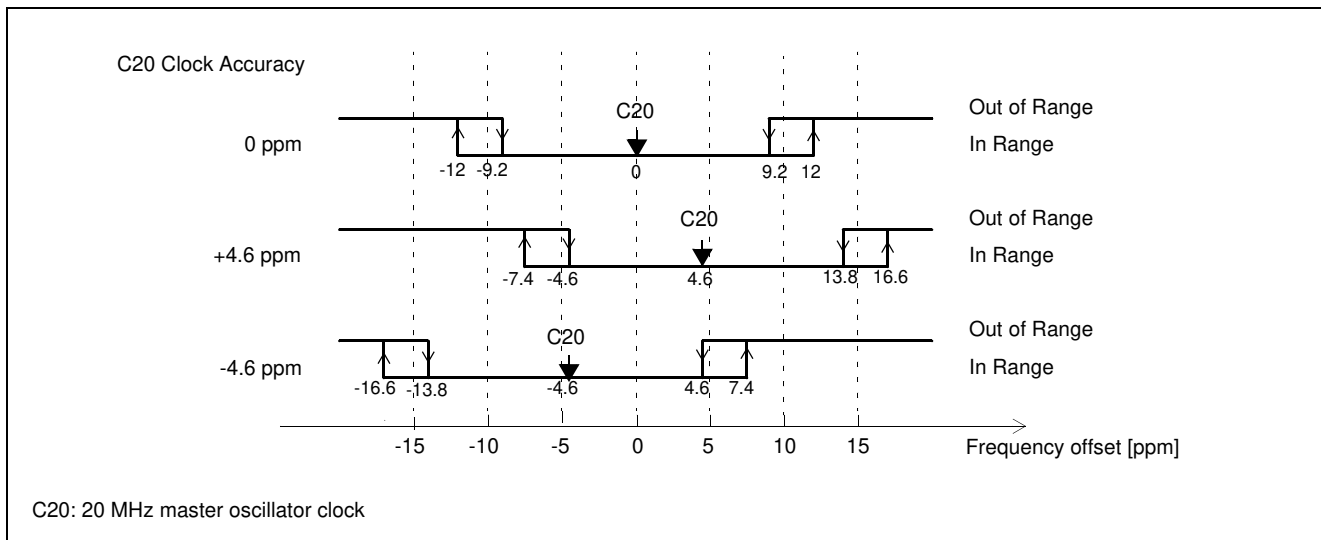 C20 Clock Accuracy
C20
Out of Range
0 ppm
In Range
-12 -9.2 0 9.2 12
C20
Out of Range
+4.6 ppm
In Range
-7.4 -4.6 4.6 13.8 16.6
C20
Out of Range
-4.6 ppm
In Range
-16.6 -13.8 -4.6 4.6 7.4
-15 -10 -5 0 5 10 15 Frequency offset [ppm]
C20: 20 MHz master oscillator clock